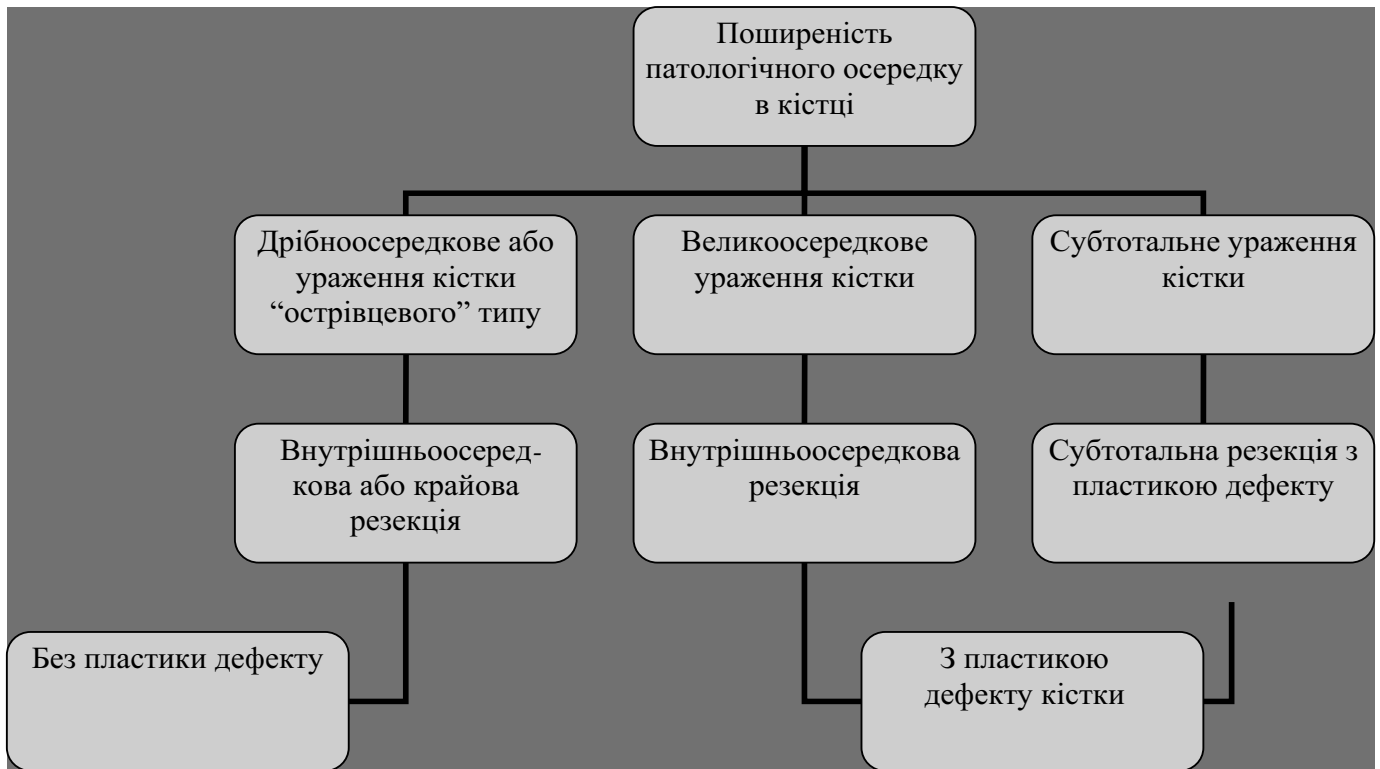 Поширеність
патологічного осередку
в кістці
Дрібноосередкове або
ураження кістки
“острівцевого” типу
Великоосередкове
ураження кістки
Субтотальне ураження
кістки
Внутрішньоосеред-
кова або крайова
резекція
Внутрішньоосередкова
резекція
Субтотальна резекція з
пластикою дефекту
Без пластики дефекту
З пластикою
дефекту кістки